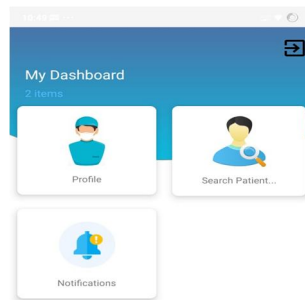 My Dashboard
2 Items
Profile
Search Patient...
Notifications